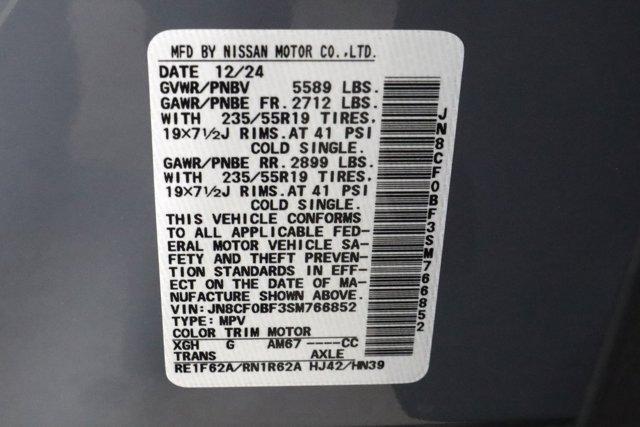 MFD BY NISSAN MOTOR CO.,LTD.
DATE 12/24
GVWR/PNBV 5589 LBS.
GAWR/PNBE FR. 2712 LBS.
WITH 235/55R19 TIRES.
19×7½J RIMS.AT 41 PSI
COLD SINGLE.
GAWR/PNBE RR. 2899 LBS.
WITH 235/55R19 TIRES.
19×7½J RIMS.AT 41 PSI
COLD SINGLE.
THIS VEHICLE CONFORMS
TO ALL APPLICABLE FED-
ERAL MOTOR VEHICLE SA-
FETY AND THEFT PREVEN-
TION STANDARDS IN EFF-
ECT ON THE DATE OF MA-
NUFACTURE SHOWN ABOVE.
VIN:JN8CF0BF3SM766852
TYPE:MPV
COLOR TRIM MOTOR
XGH G AM67 ----CC
TRANS AXLE
RE1F62A/RN1R62A HJ42/HN39
JN8CF0BF3SM766852